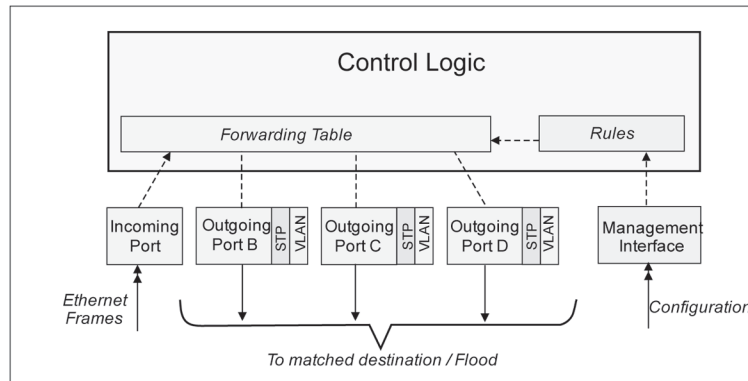 Control Logic
Forwarding Table
Rules
Incoming
Port
Outgoing
Port B
STP
VLAN
Outgoing
Port C
STP
VLAN
Outgoing
Port D
STP
VLAN
Management
Interface
Ethernet
Frames
Configuration
To matched destination / Flood